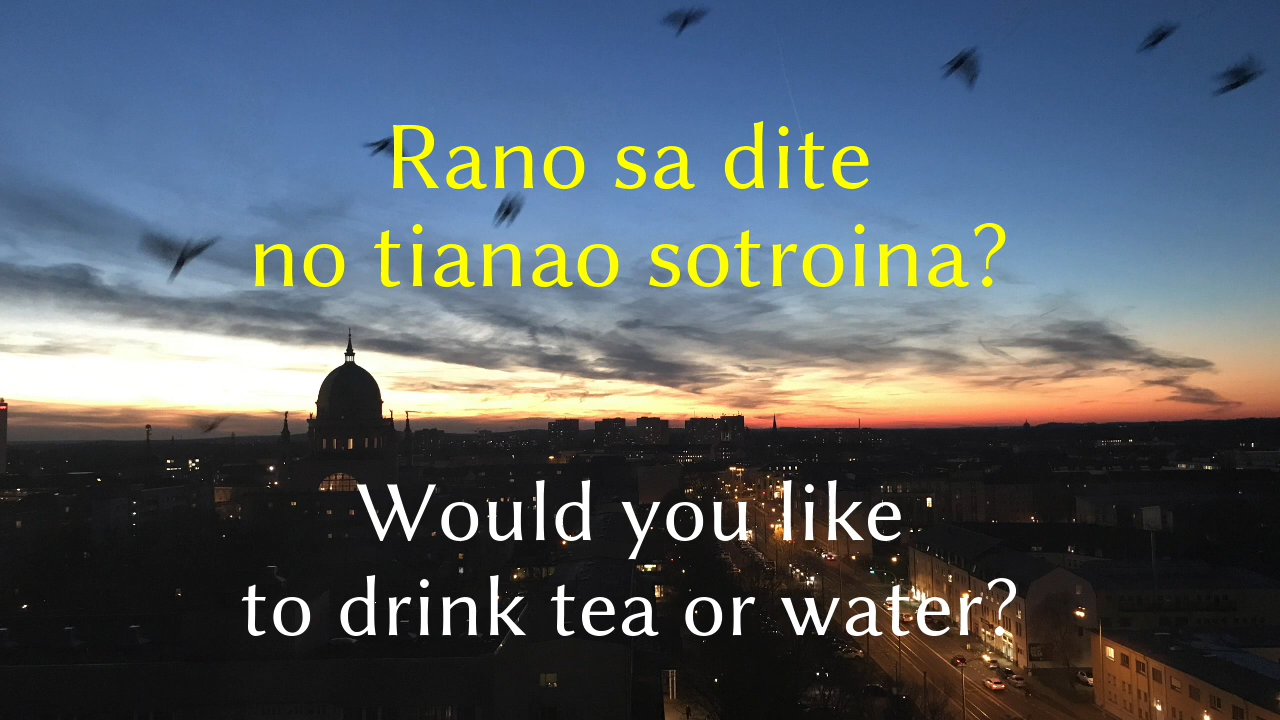 Rano sa dite
no tianao sotroina?
Would you like
to drink tea or water?